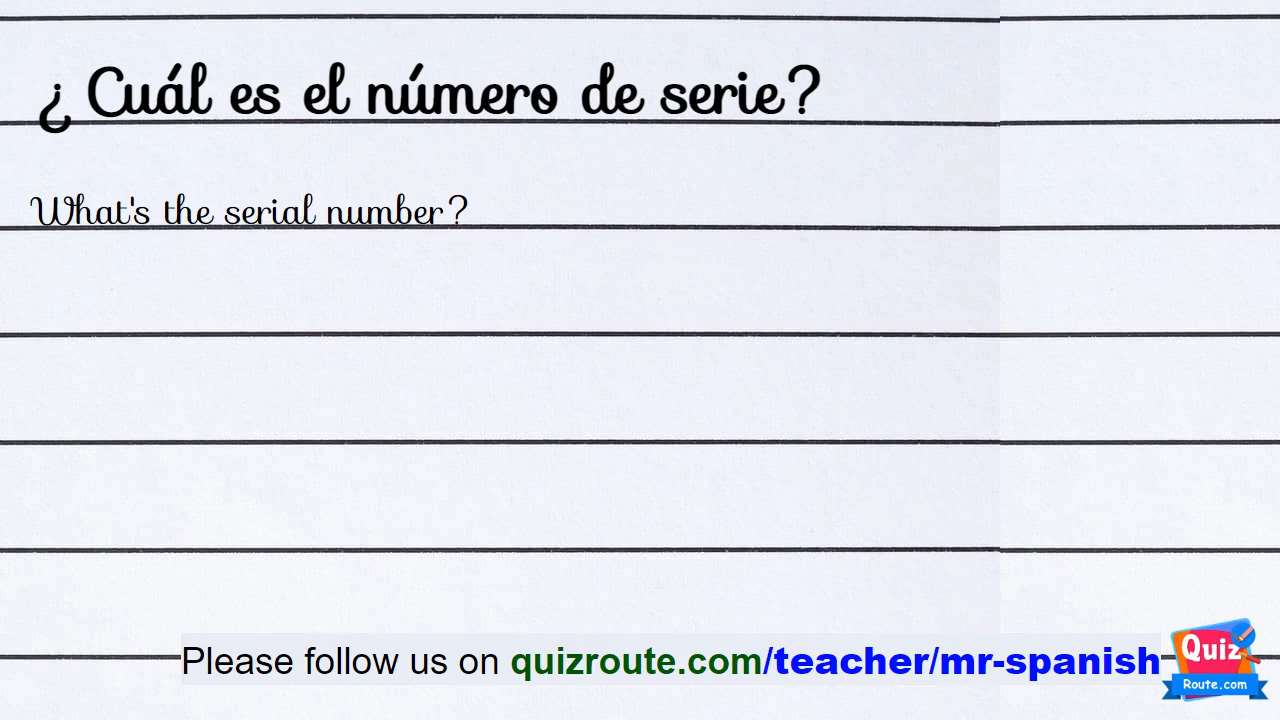 ¿ Cuál es el número de serie?
What's the serial number?
Please follow us on quizroute.com/teacher/mr-spanish
Quiz
Route.com